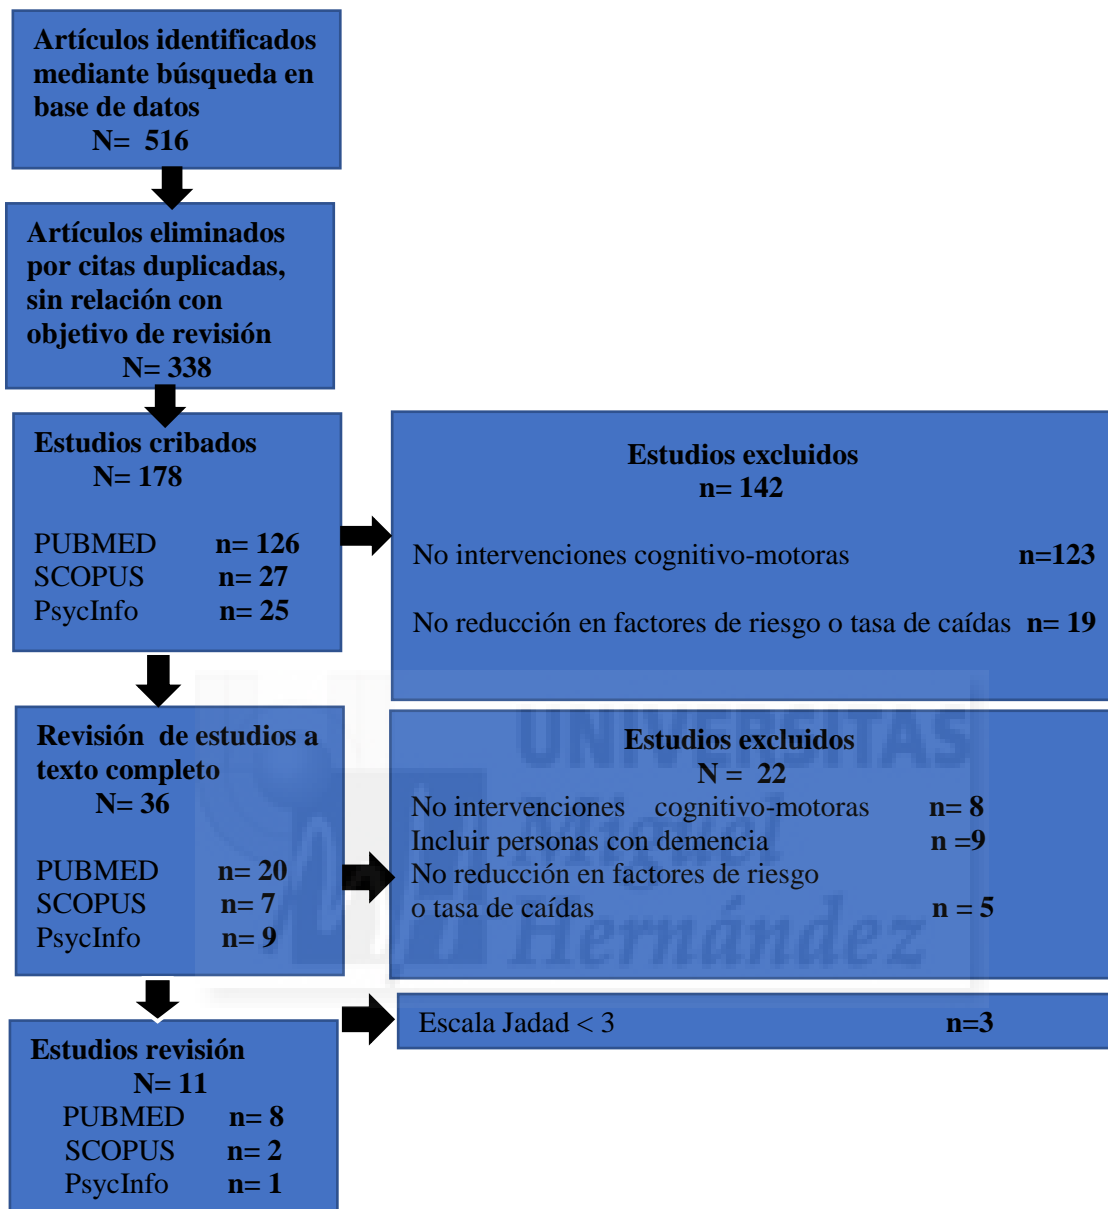 Artículos identificados
mediante búsqueda en
base de datos
N= 516
Artículos eliminados
por citas duplicadas,
sin relación con
objetivo de revisión
N= 338
Estudios cribados
N= 178
PUBMED n= 126
SCOPUS n= 27
PsycInfo n= 25
Estudios excluidos
n= 142
No intervenciones cognitivo-motoras n=123
No reducción en factores de riesgo o tasa de caídas n= 19
Revisión de estudios a
texto completo
N= 36
PUBMED n= 20
SCOPUS n= 7
PsycInfo n= 9
Estudios excluidos
N = 22
No intervenciones cognitivo-motoras n= 8
Incluir personas con demencia n =9
No reducción en factores de riesgo
o tasa de caídas n = 5
Estudios revisión
N= 11
PUBMED n= 8
SCOPUS n= 2
PsycInfo n= 1
Escala Jadad < 3 n=3
UNIVERSITAS
Miguel
Hernández